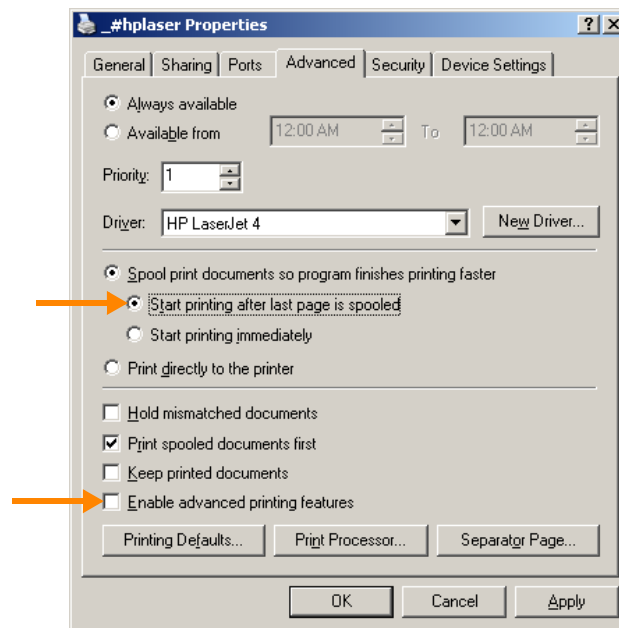 _#hplaser Properties
General Sharing Ports Advanced Security Device Settings
Always available
Available from 12:00 AM To 12:00 AM
Priority: 1
Driver: HP LaserJet 4 New Driver...
Spool print documents so program finishes printing faster
Start printing after last page is spooled
Start printing immediately
Print directly to the printer
Hold mismatched documents
Print spooled documents first
Keep printed documents
Enable advanced printing features
Printing Defaults... Print Processor... Separator Page...
OK Cancel Apply